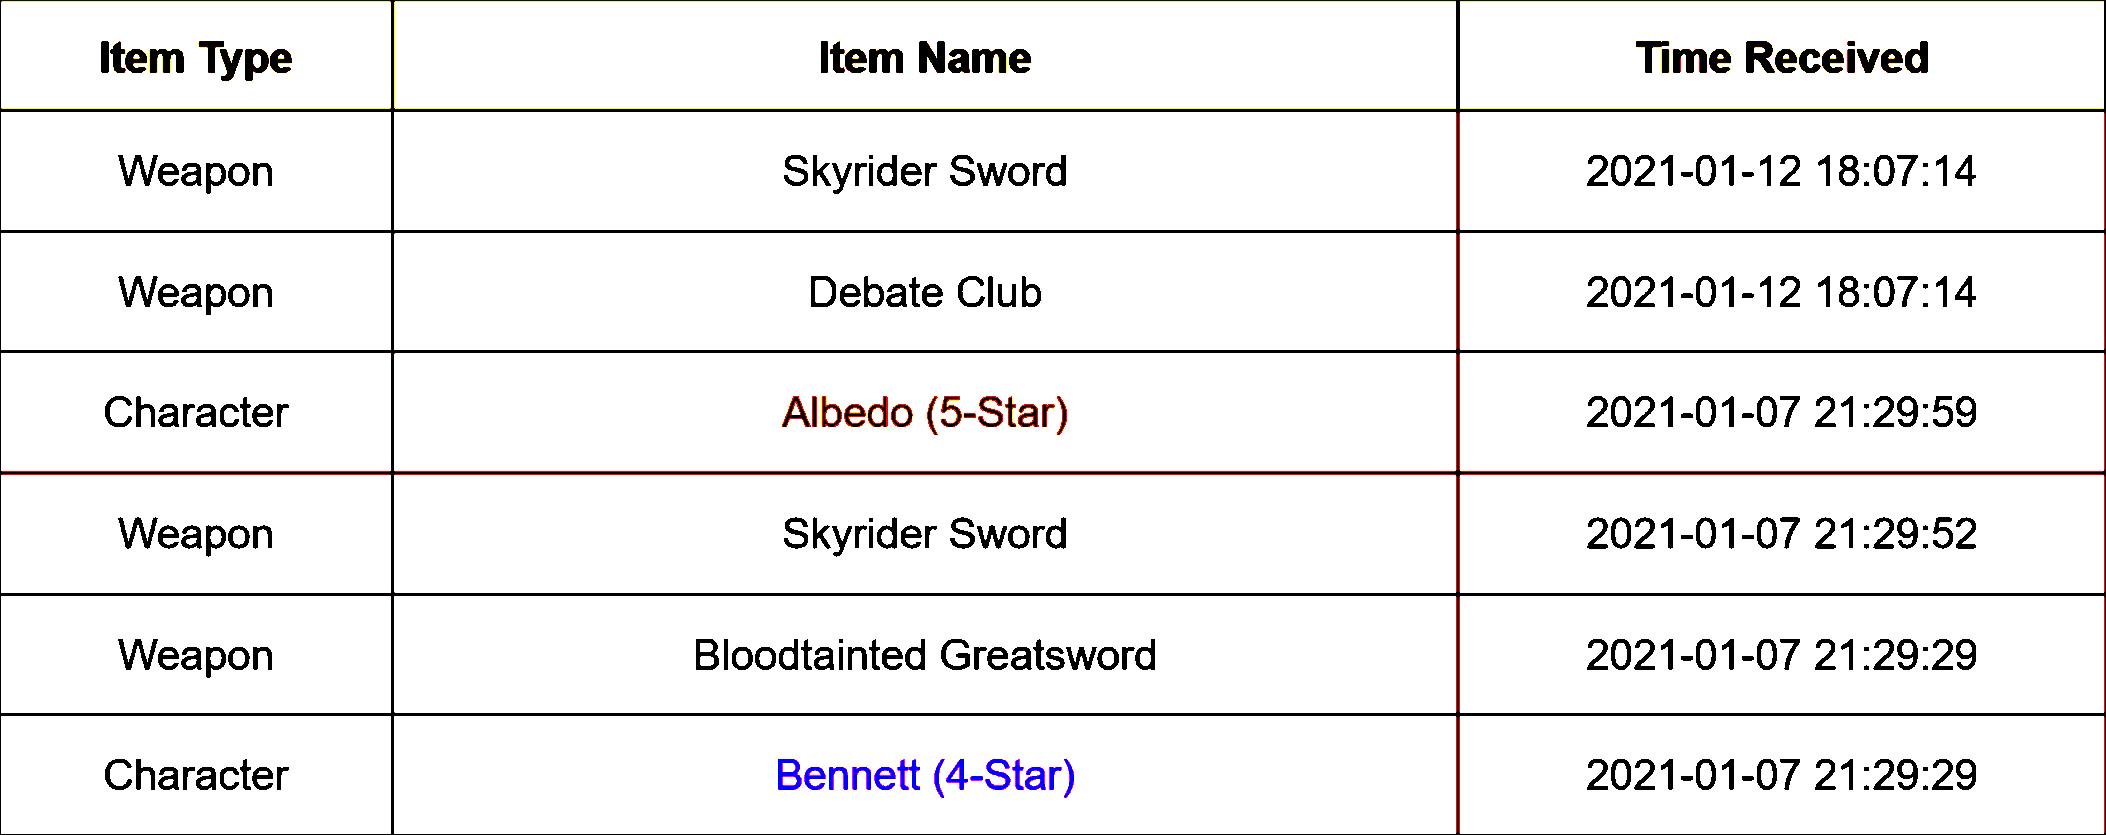 Item Type Item Name Time Received
Weapon Skyrider Sword 2021-01-12 18:07:14
Weapon Debate Club 2021-01-12 18:07:14
Character Albedo (5-Star) 2021-01-07 21:29:59
Weapon Skyrider Sword 2021-01-07 21:29:52
Weapon Bloodtainted Greatsword 2021-01-07 21:29:29
Character Bennett (4-Star) 2021-01-07 21:29:29